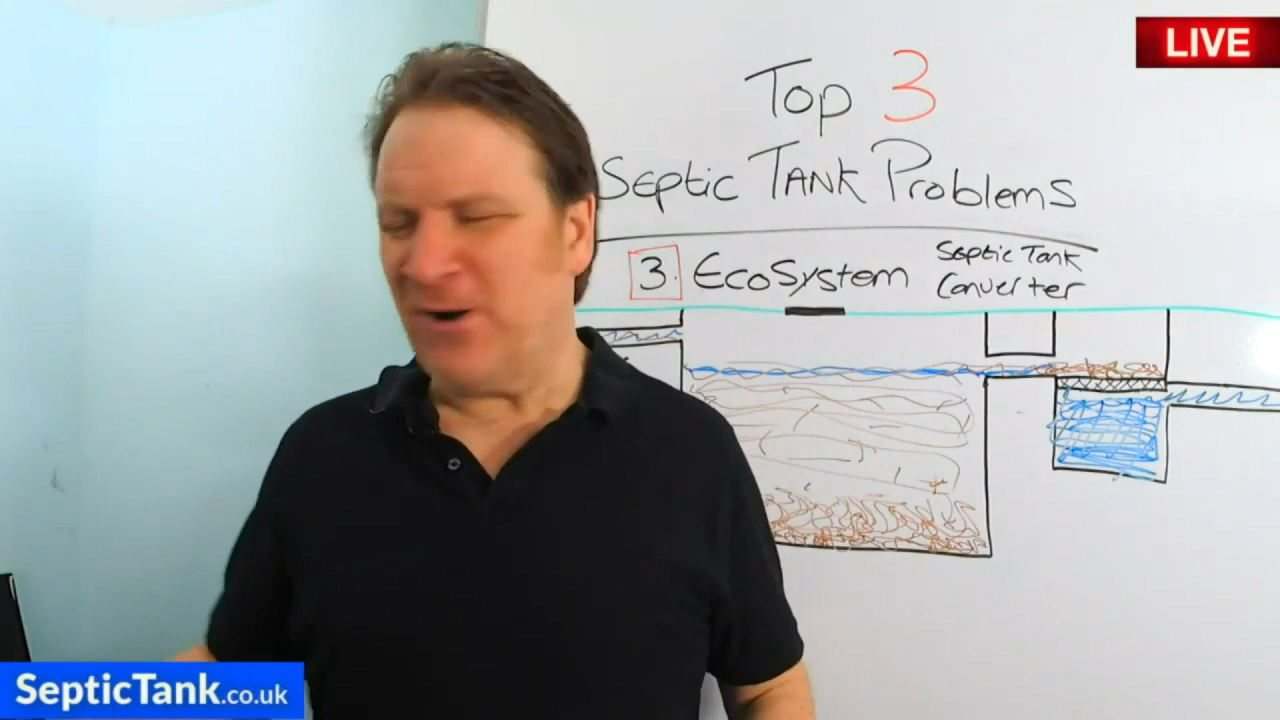 LIVE
Top 3
Septic TANK Problems
3. EcoSystem
Septic Tank
Converter
SepticTank.co.uk